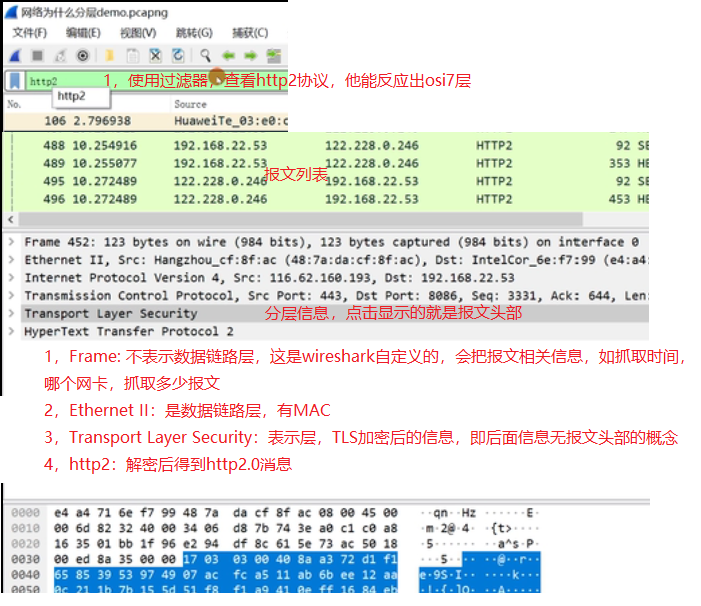 网络为什么分层demo.pcapng
文件(F) 编辑(E) 视图(V) 跳转(G) 捕获(C)
http2
1，使用过滤器，查看http2协议，他能反应出osi7层
http2
No. Source
106 2.796938 HuaweiTe_03:e0:c
488 10.254916 192.168.22.53 122.228.0.246 HTTP2 92 SE
489 10.255077 192.168.22.53 122.228.0.246 HTTP2 353 HE
报文列表
495 10.272489 122.228.0.246 192.168.22.53 HTTP2 92 SE
496 10.272489 122.228.0.246 192.168.22.53 HTTP2 453 HE
Frame 452: 123 bytes on wire (984 bits), 123 bytes captured (984 bits) on interface 0
Ethernet II, Src: Hangzhou_cf:8f:ac (48:7a:da:cf:8f:ac), Dst: IntelCor_6e:f7:99 (e4:a4:
Internet Protocol Version 4, Src: 116.62.160.193, Dst: 192.168.22.53
Transmission Control Protocol, Src Port: 443, Dst Port: 8086, Seq: 3331, Ack: 644, Len:
Transport Layer Security 分层信息，点击显示的就是报文头部
HyperText Transfer Protocol 2
1，Frame: 不表示数据链路层，这是wireshark自定义的，会把报文相关信息，如抓取时间，
哪个网卡，抓取多少报文
2，Ethernet II：是数据链路层，有MAC
3，Transport Layer Security：表示层，TLS加密后的信息，即后面信息无报文头部的概念
4，http2：解密后得到http2.0消息
0000 e4 a4 71 6e f7 99 48 7a da cf 8f ac 08 00 45 00 ··qn··Hz ······E·
0010 00 6d 82 32 40 00 34 06 d8 7b 74 3e a0 c1 c0 a8 ·m·2@·4· ·{t>····
0020 16 35 01 bb 1f 96 e2 94 df 8c 61 5e 73 ac 50 18 ·5······ ··a^s·P·
0030 00 ed 8a 35 00 00 17 03 03 00 40 8a a3 72 d1 f1 ···5···· ··@··r··
0040 65 85 39 53 97 49 07 ac fc a5 11 ab 6b ee 12 aa e·9S·I·· ····k···
0050 0c 21 1b 7b 15 5d 51 f8 f1 a9 41 0e ff 16 84 eb ·!·{·]Q· ··A·····